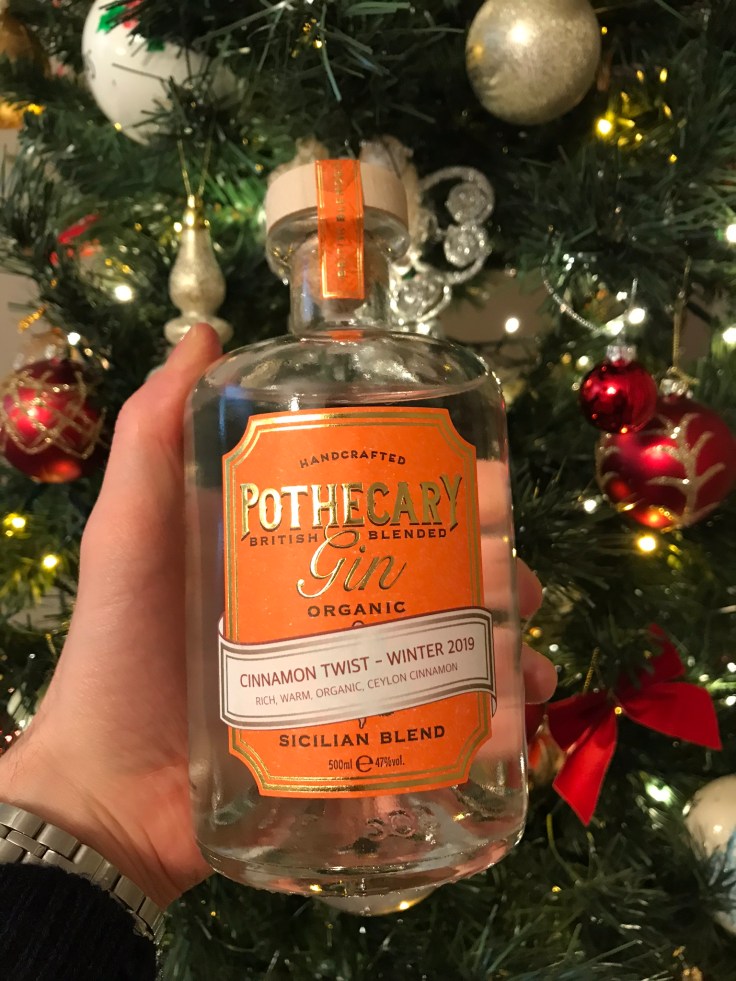 HANDCRAFTED
POTHECARY
BRITISH BLENDED
Gin
ORGANIC
CINNAMON TWIST - WINTER 2019
RICH, WARM, ORGANIC, CEYLON CINNAMON
SICILIAN BLEND
500ml ℮ 47%vol.